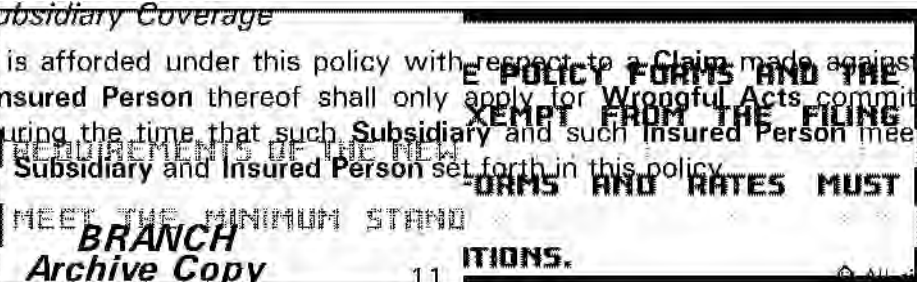 Subsidiary Coverage
is afforded under this policy with respect to a Claim made against
Insured Person thereof shall only apply for Wrongful Acts commit
uring the time that such Subsidiary and such Insured Person mee
Subsidiary and Insured Person set forth in this policy.
E POLICY FORMS AND THE
XEMPT FROM THE FILING
REQUIREMENTS OF THE NEW
FORMS AND RATES MUST
MEET THE MINIMUM STAND
ITIONS.
BRANCH
Archive Copy
11
© All